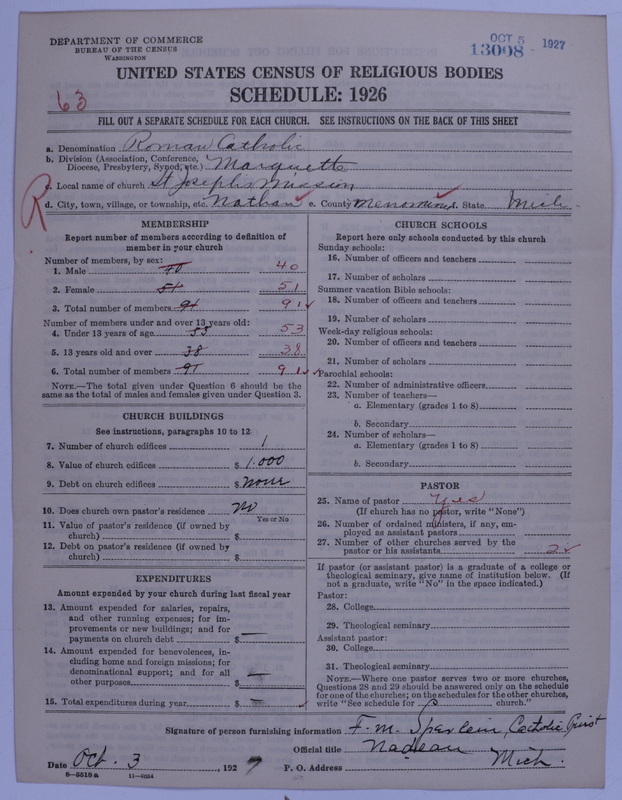 DEPARTMENT OF COMMERCE
BUREAU OF THE CENSUS
WASHINGTON
OCT 5 1927
13008
UNITED STATES CENSUS OF RELIGIOUS BODIES
SCHEDULE: 1926
63
FILL OUT A SEPARATE SCHEDULE FOR EACH CHURCH. SEE INSTRUCTIONS ON THE BACK OF THIS SHEET
a. Denomination Roman Catholic
b. Division (Association, Conference,
Diocese, Presbytery, Synod, etc.) Marquette
c. Local name of church St Joseph's Mission
R
d. City, town, village, or township, etc. Nathan e. County Menominee State Mich
MEMBERSHIP
Report number of members according to definition of
member in your church
Number of members, by sex:
1. Male 40 40
2. Female 51 51
3. Total number of members 91 91
Number of members under and over 13 years old:
4. Under 13 years of age 53 53
5. 13 years old and over 38 38
6. Total number of members 91 91
NOTE.—The total given under Question 6 should be the
same as the total of males and females given under Question 3.
CHURCH BUILDINGS
See instructions, paragraphs 10 to 12
7. Number of church edifices 1
8. Value of church edifices $ 1.000
9. Debt on church edifices $ none
10. Does church own pastor's residence no
Yes or No
11. Value of pastor's residence (if owned by
church) $
12. Debt on pastor's residence (if owned by
church) $
EXPENDITURES
Amount expended by your church during last fiscal year
13. Amount expended for salaries, repairs,
and other running expenses; for im-
provements or new buildings; and for
payments on church debt $ —
14. Amount expended for benevolences, in-
cluding home and foreign missions; for
denominational support; and for all
other purposes $ —
15. Total expenditures during year $ —
CHURCH SCHOOLS
Report here only schools conducted by this church
Sunday schools:
16. Number of officers and teachers
17. Number of scholars
Summer vacation Bible schools:
18. Number of officers and teachers
19. Number of scholars
Week-day religious schools:
20. Number of officers and teachers
21. Number of scholars
Parochial schools:
22. Number of administrative officers
23. Number of teachers—
a. Elementary (grades 1 to 8)
b. Secondary
24. Number of scholars—
a. Elementary (grades 1 to 8)
b. Secondary
PASTOR
25. Name of pastor Yes
(If church has no pastor, write "None")
26. Number of ordained ministers, if any, em-
ployed as assistant pastors
27. Number of other churches served by the
pastor or his assistants 2
If pastor (or assistant pastor) is a graduate of a college or
theological seminary, give name of institution below. (If
not a graduate, write "No" in the space indicated.)
Pastor:
28. College
29. Theological seminary
Assistant pastor:
30. College
31. Theological seminary
NOTE.—Where one pastor serves two or more churches,
Questions 28 and 29 should be answered only on the schedule
for one of the churches; on the schedules for the other churches,
write "See schedule for church."
Signature of person furnishing information F. M. Sperlein, Catholic Priest
Official title Nadeau
Date Oct. 3, 1927 P. O. Address Mich.
8—5518a 11—9034